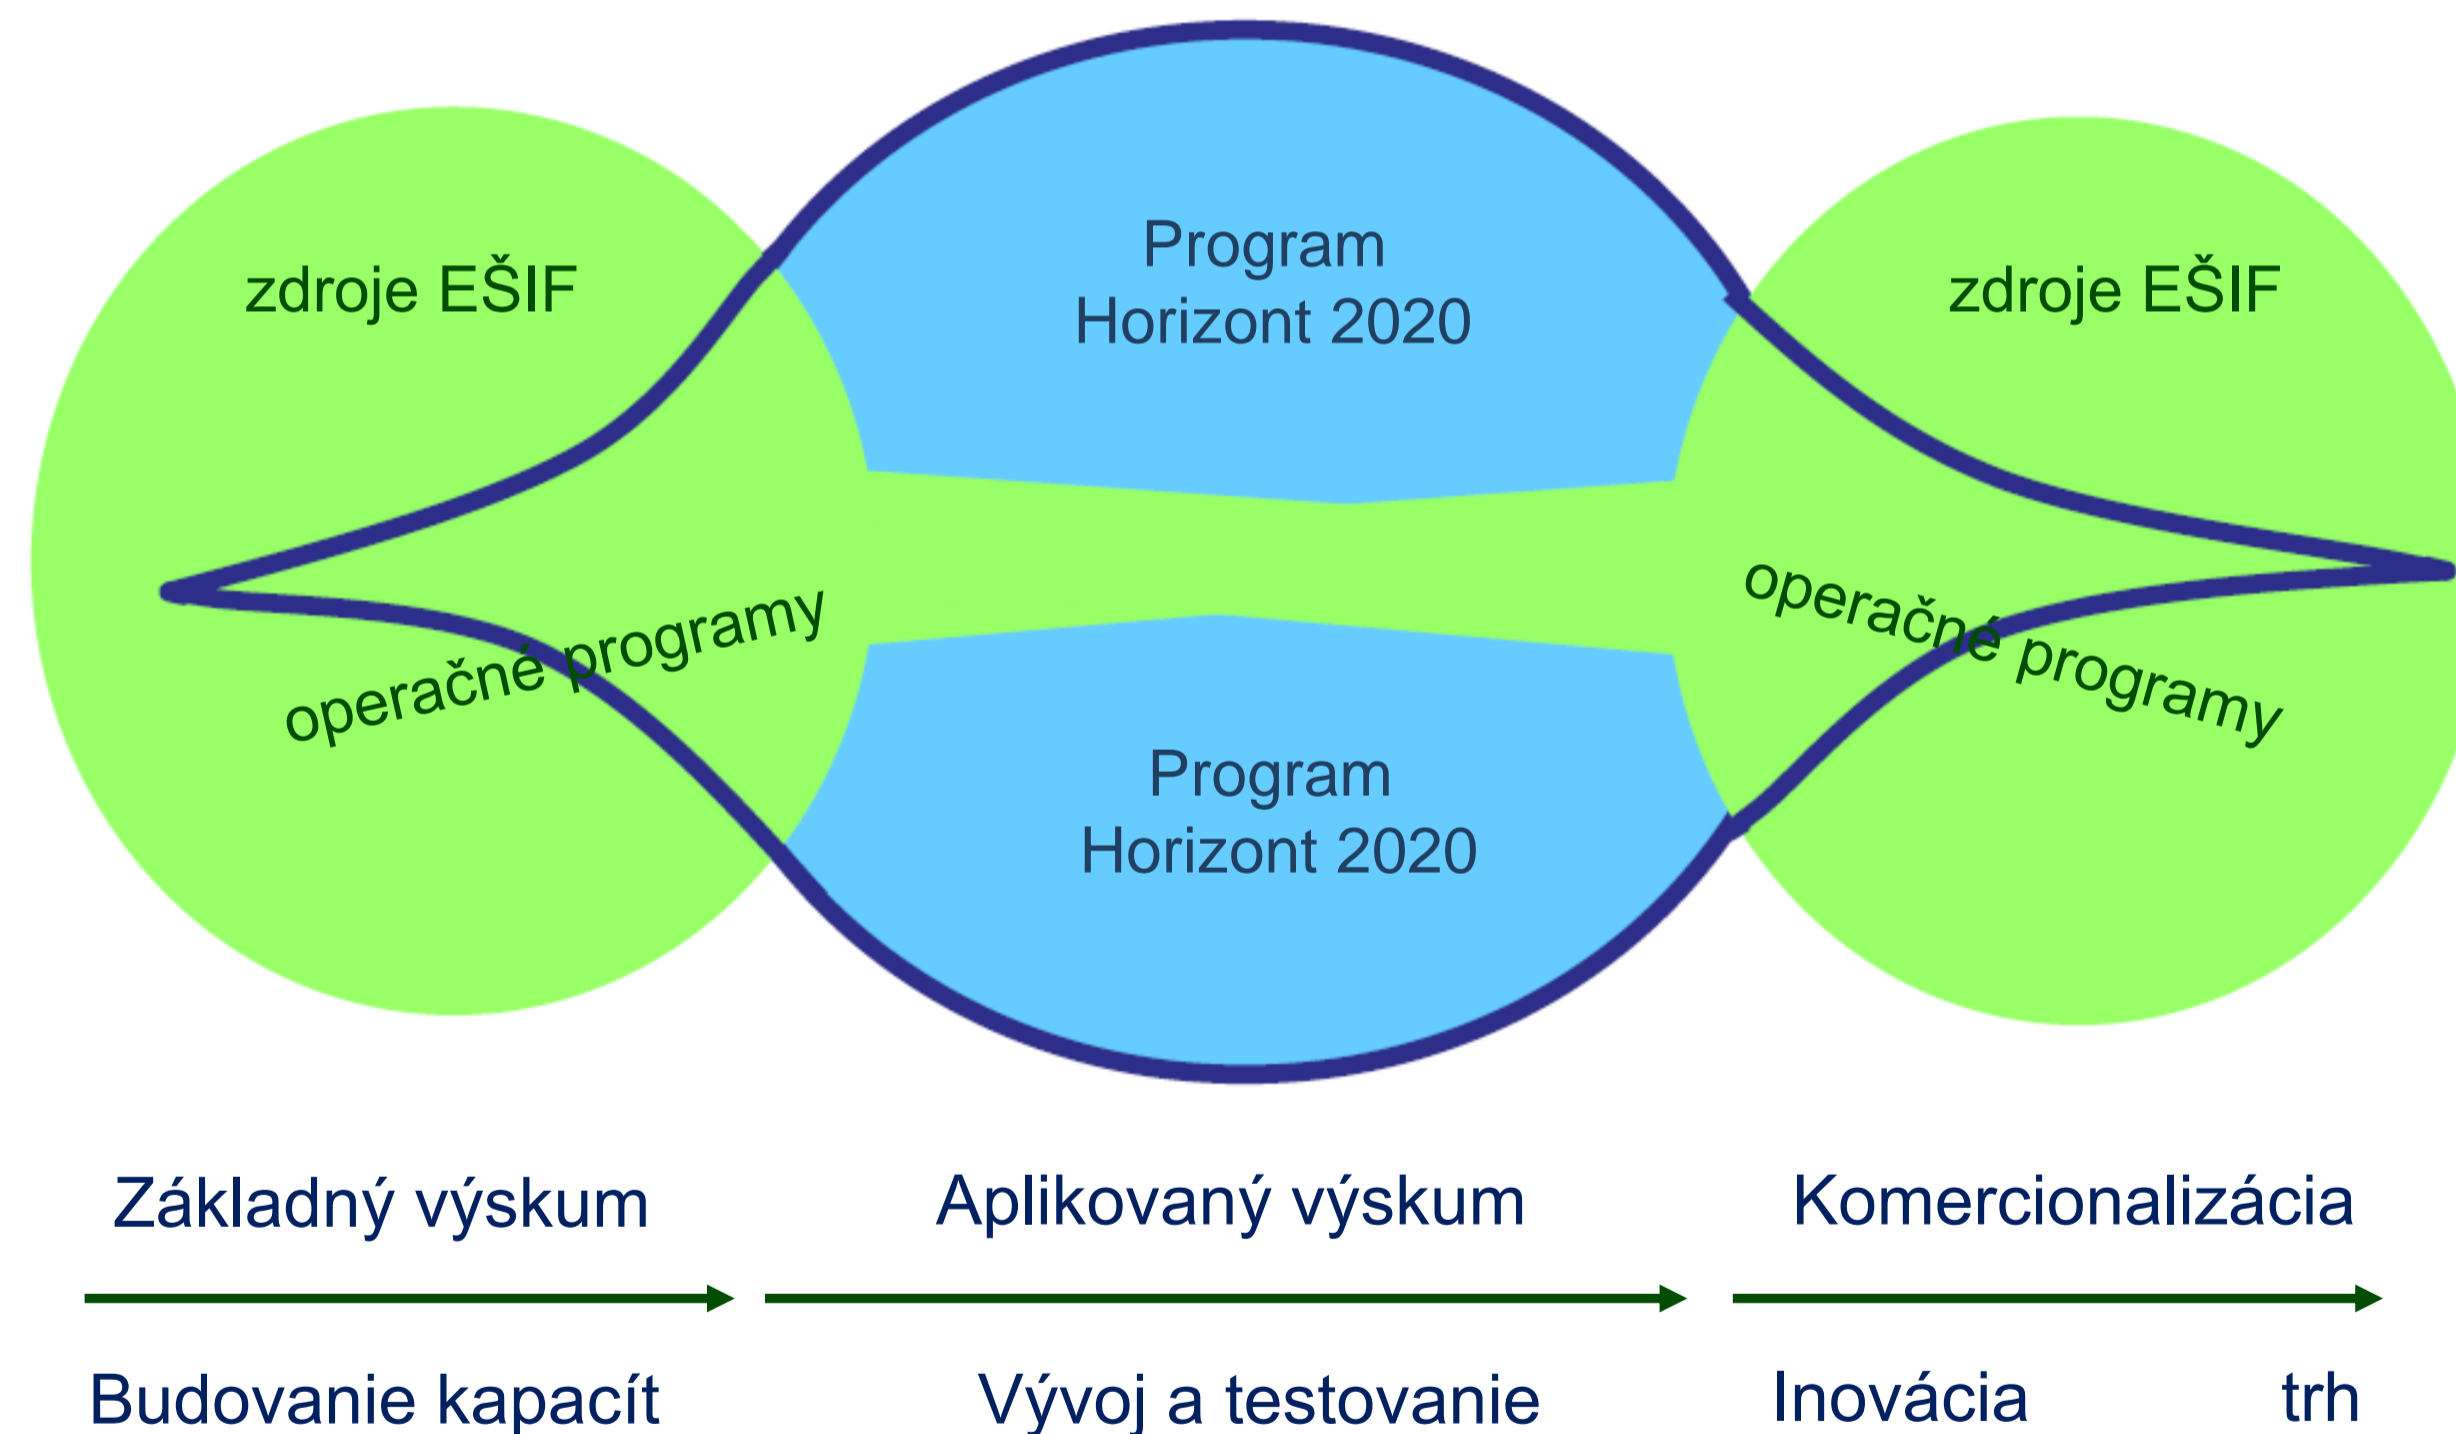 Program
Horizont 2020
zdroje EŠIF
zdroje EŠIF
operačné programy
operačné programy
Program
Horizont 2020
Základný výskum
Aplikovaný výskum
Komercionalizácia
Budovanie kapacít
Vývoj a testovanie
Inovácia trh